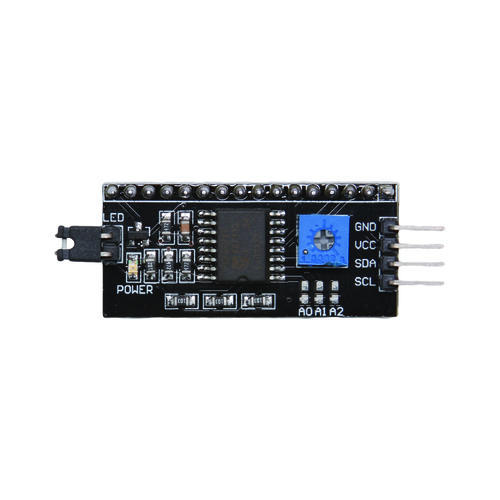 LED
GND
VCC
SDA
SCL
POWER
A0 A1 A2